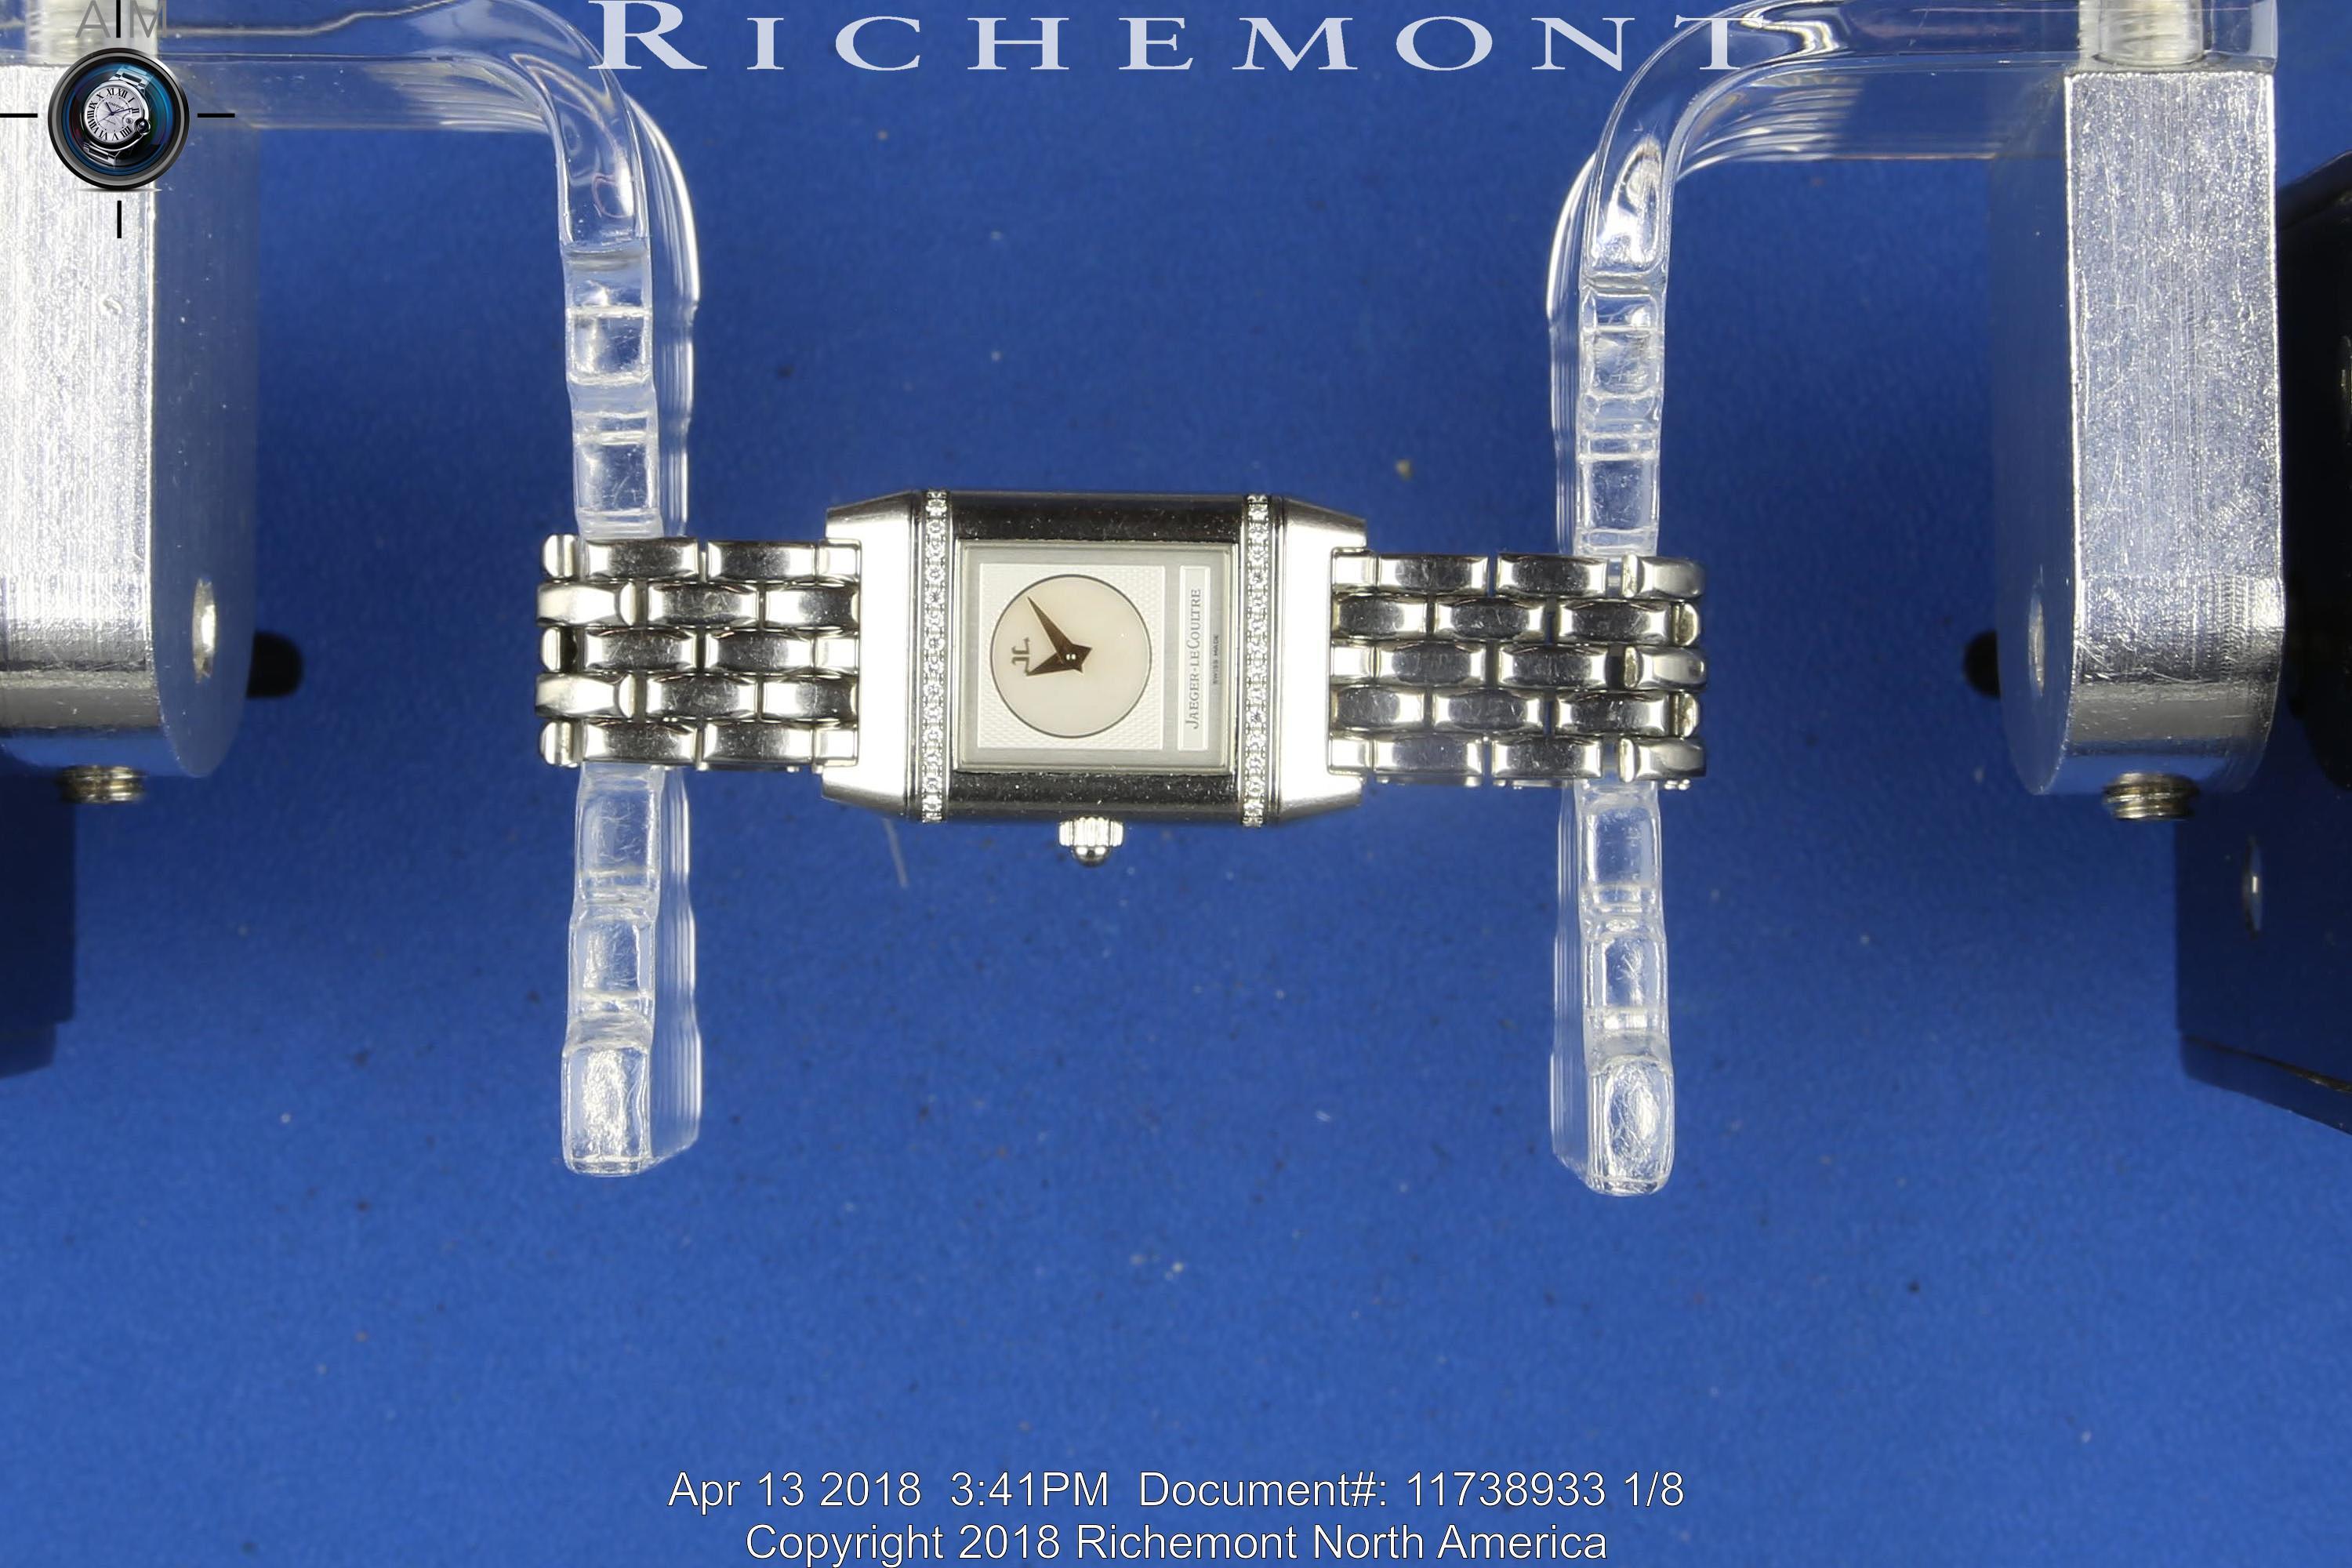 AIM
RICHEMONT
JL
JAEGER-LECOULTRE
SWISS MADE
Apr 13 2018 3:41PM Document#: 11738933 1/8
Copyright 2018 Richemont North America